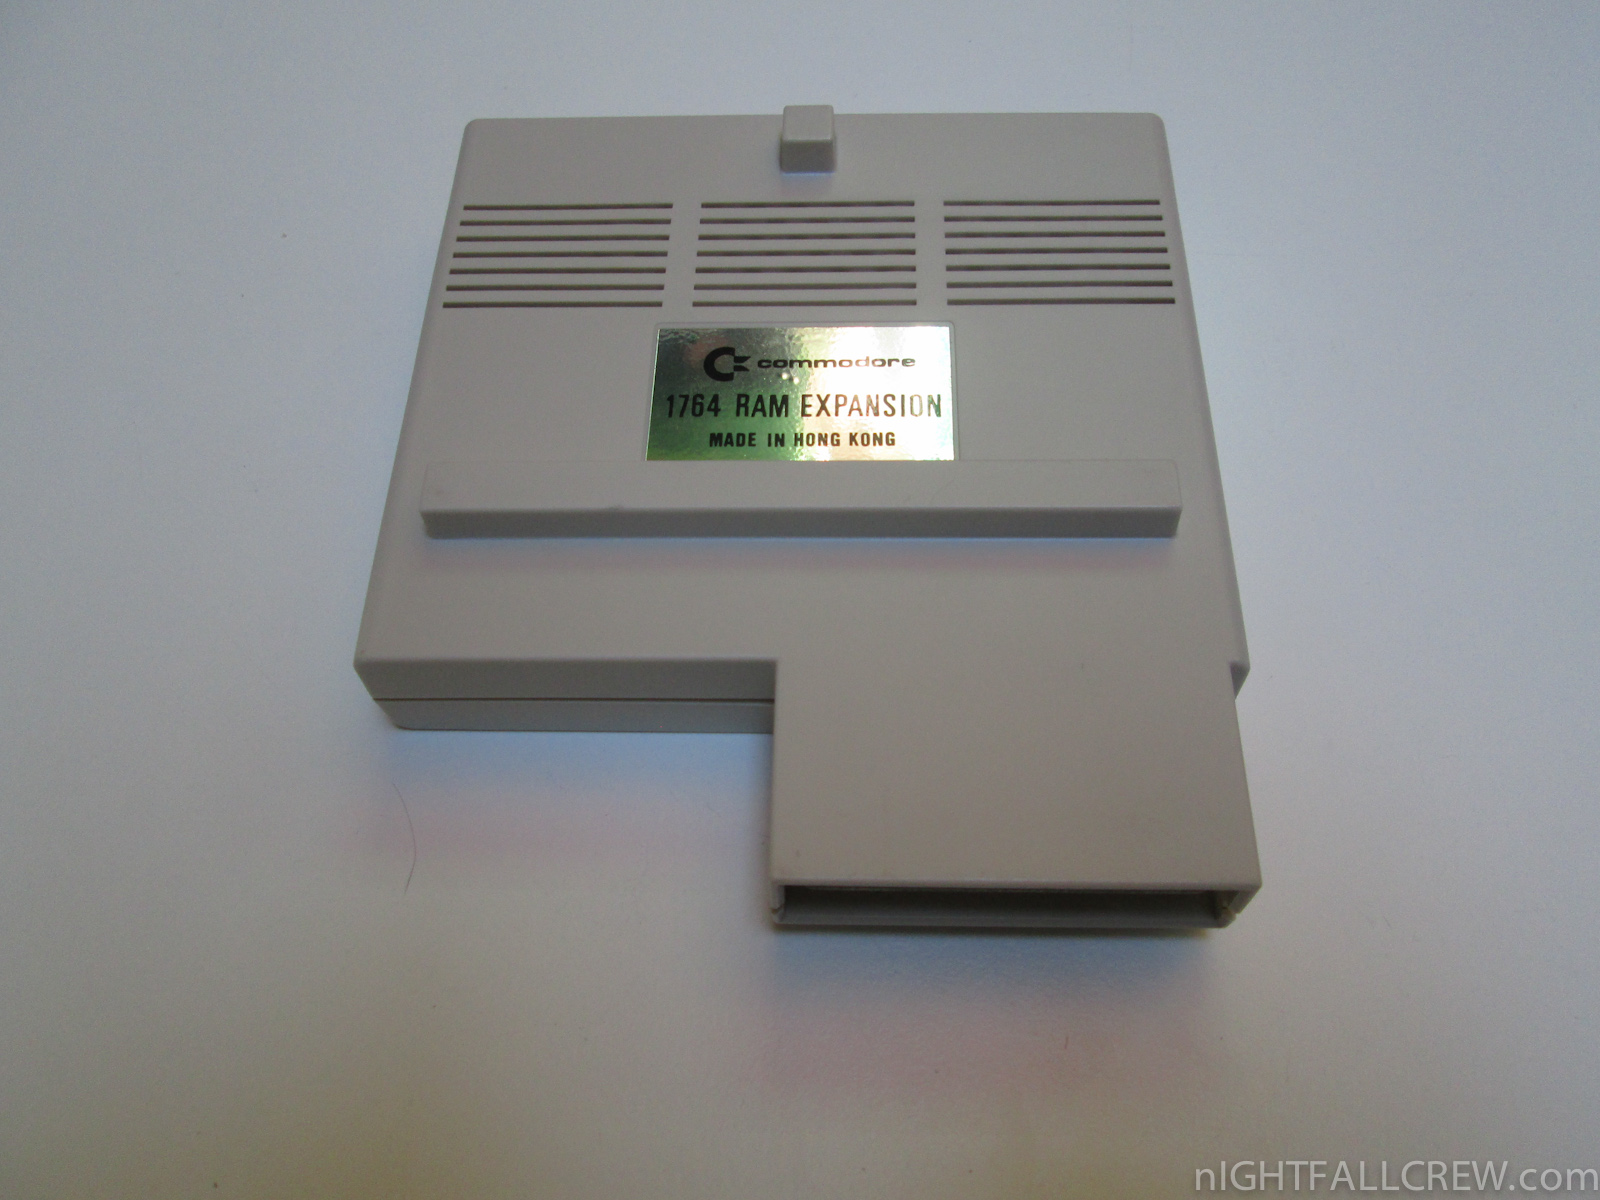 commodore
1764 RAM EXPANSION
MADE IN HONG KONG
nIGHTFALLCREW.com